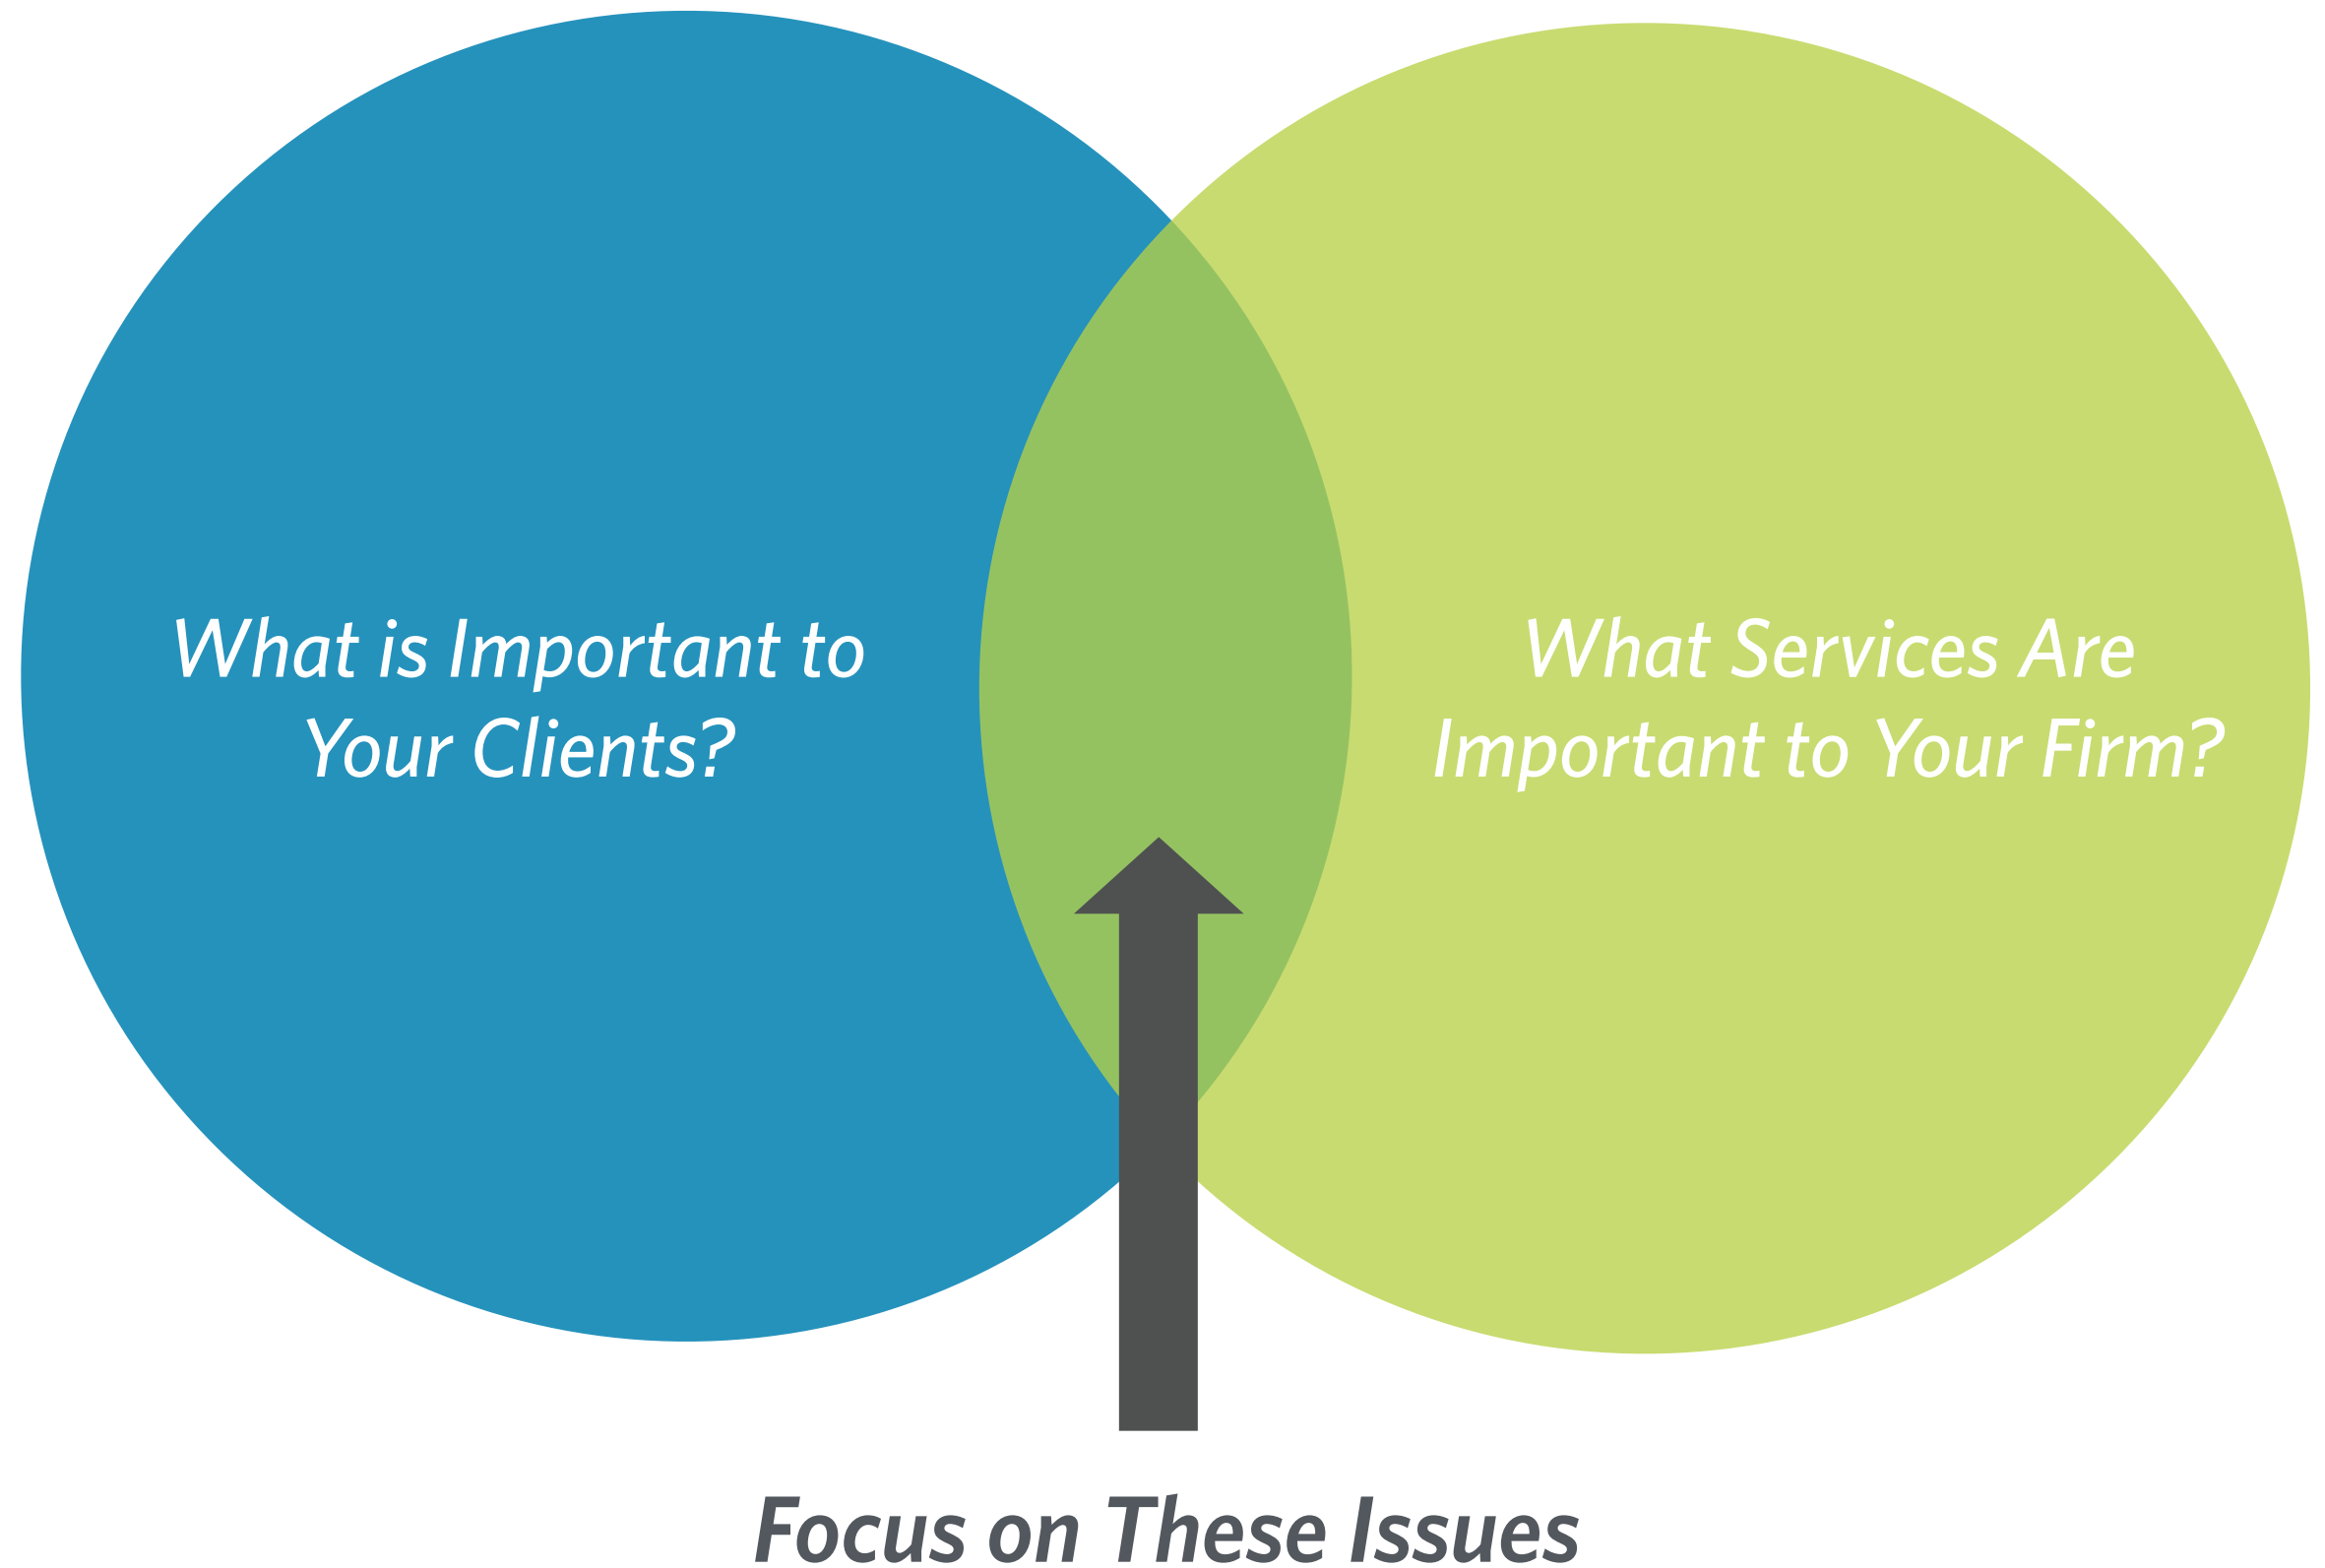 What is Important to
Your Clients?
What Services Are
Important to Your Firm?
Focus on These Issues